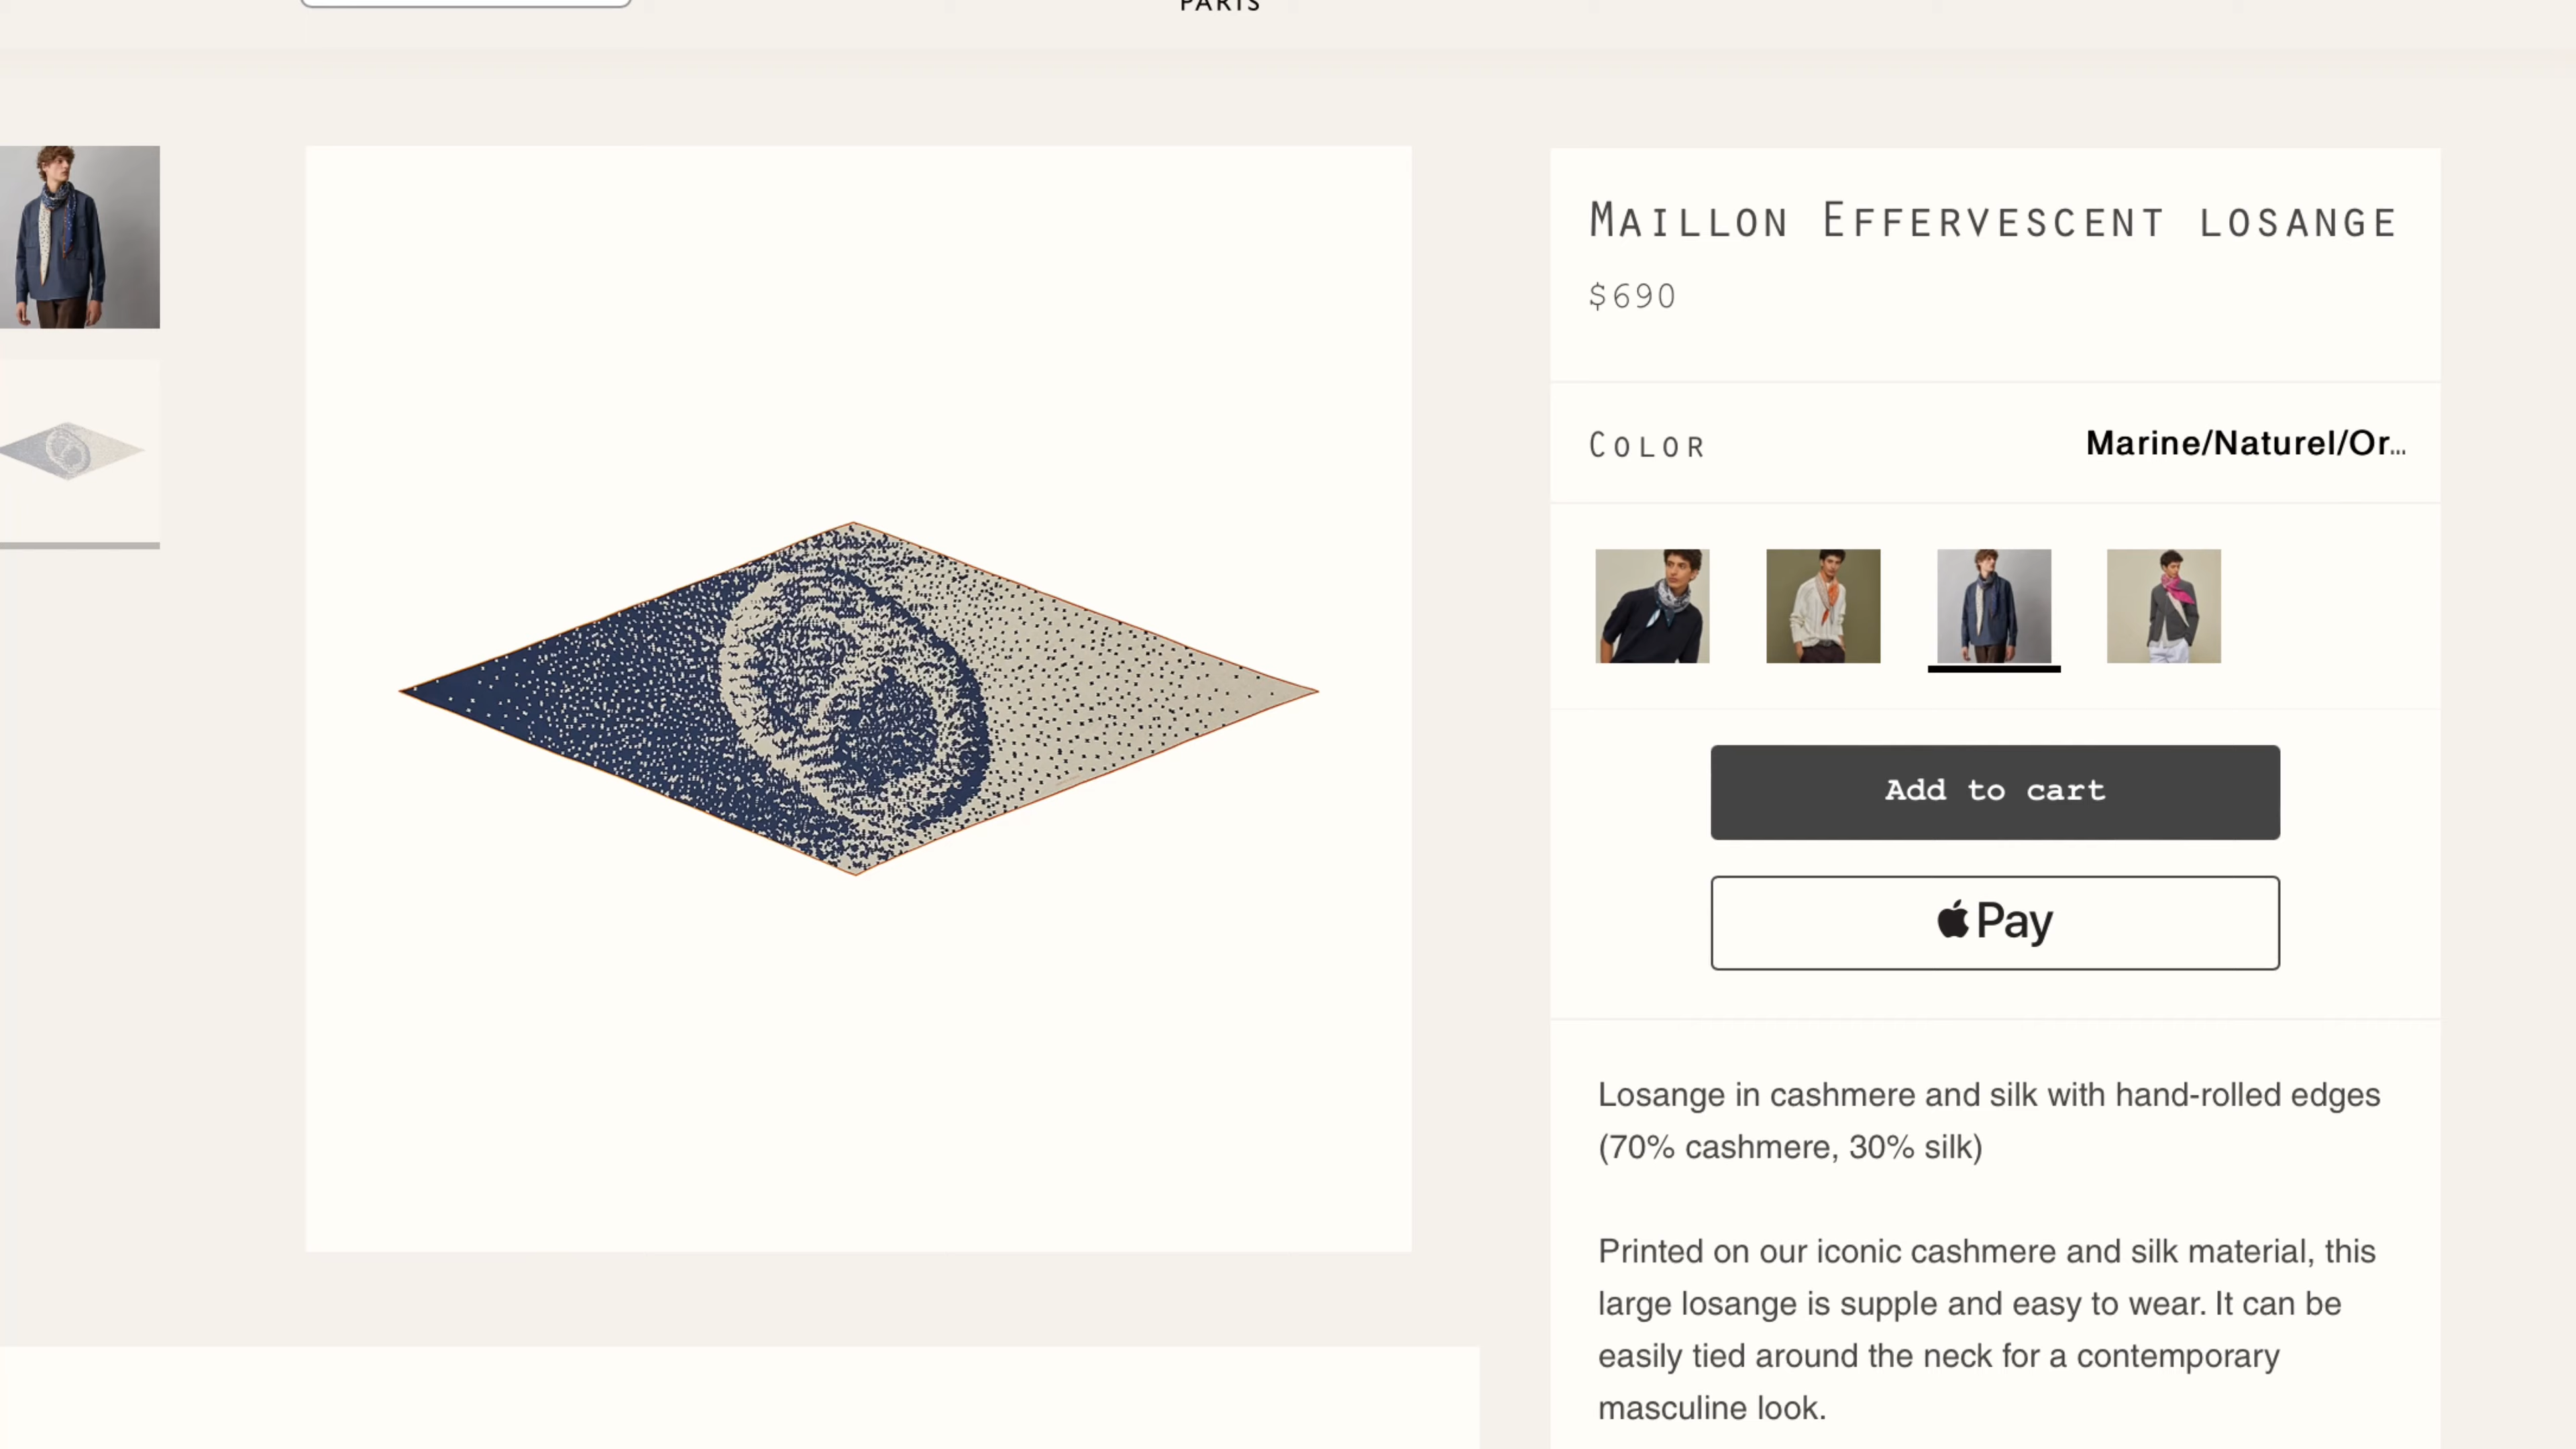 PARIS
Maillon Effervescent losange
$690
Color
Marine/Naturel/Or...
Add to cart
Pay
Losange in cashmere and silk with hand-rolled edges
(70% cashmere, 30% silk)
Printed on our iconic cashmere and silk material, this
large losange is supple and easy to wear. It can be
easily tied around the neck for a contemporary
masculine look.